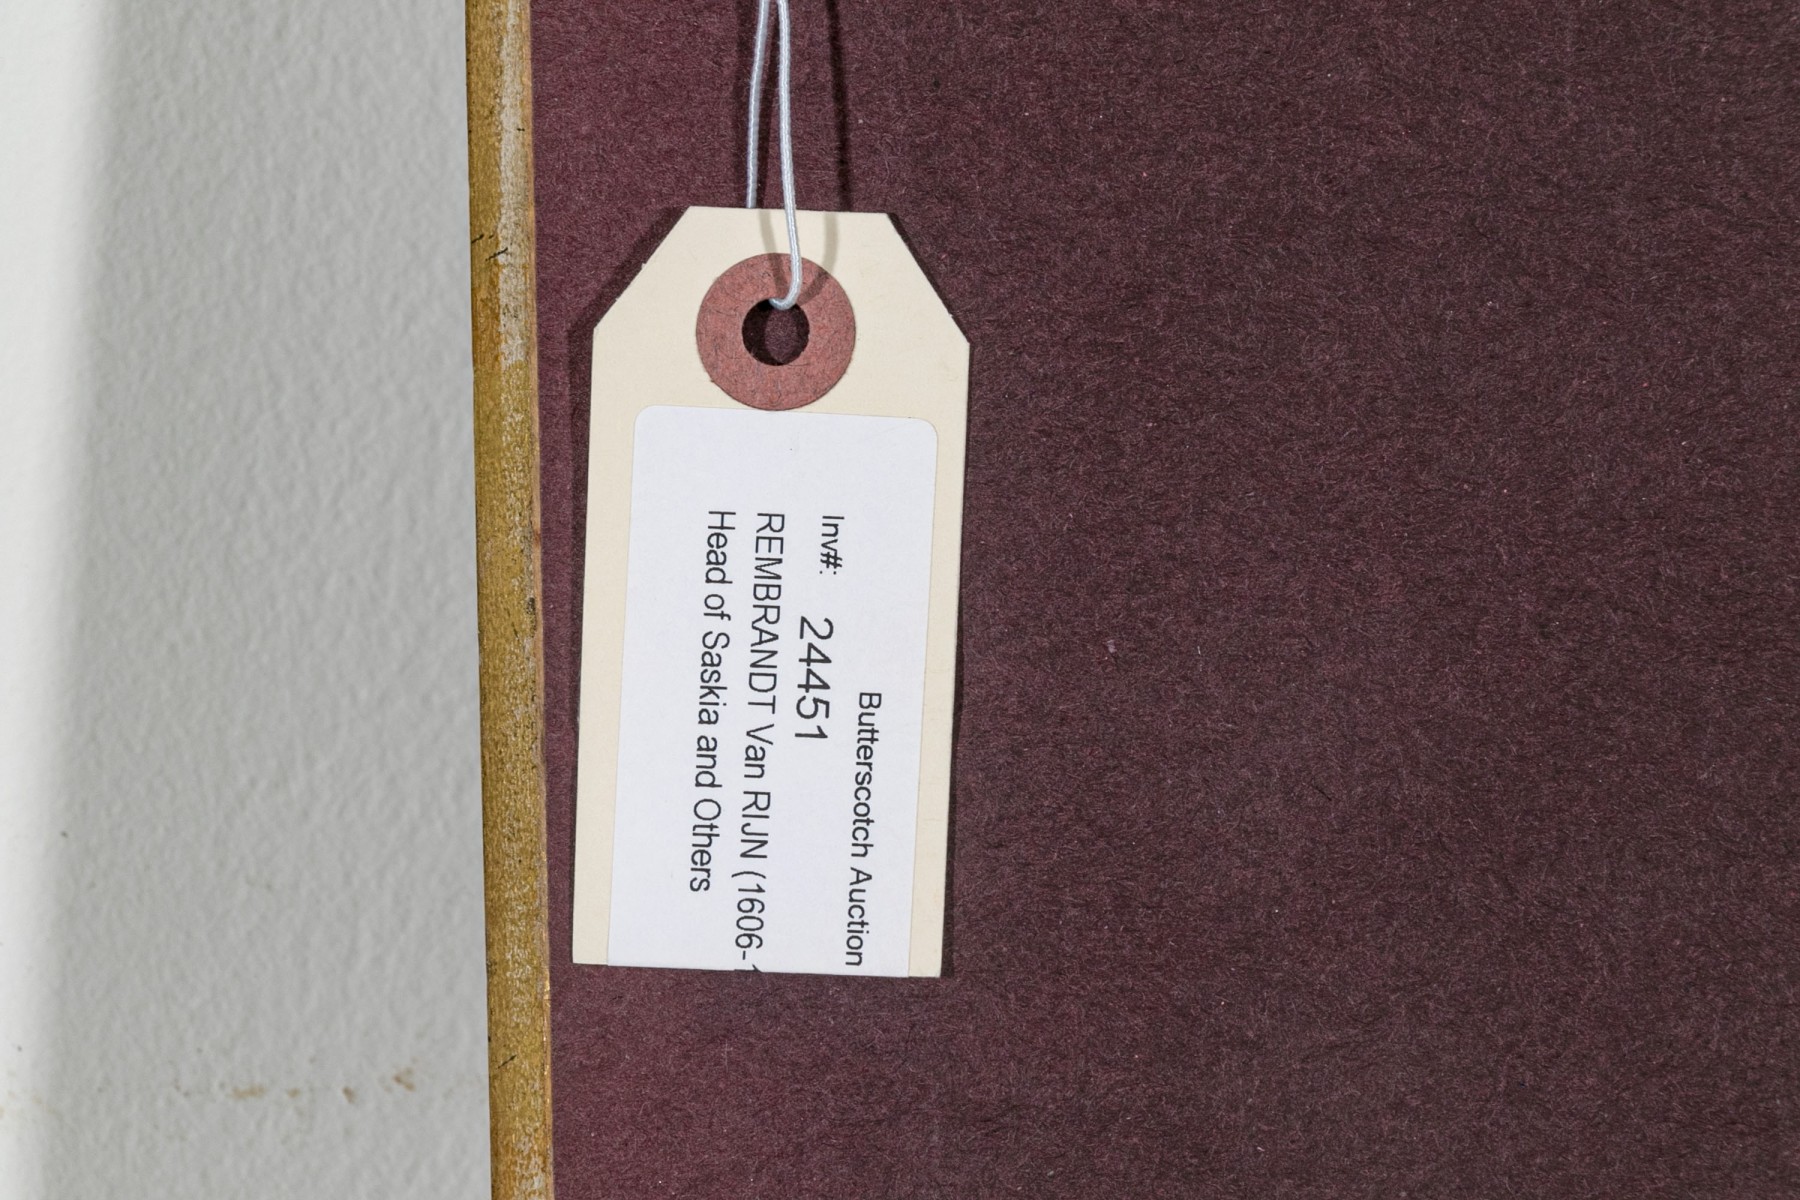 Butterscotch Auction
Inv#: 24451
REMBRANDT Van RIJN (1606-
Head of Saskia and Others